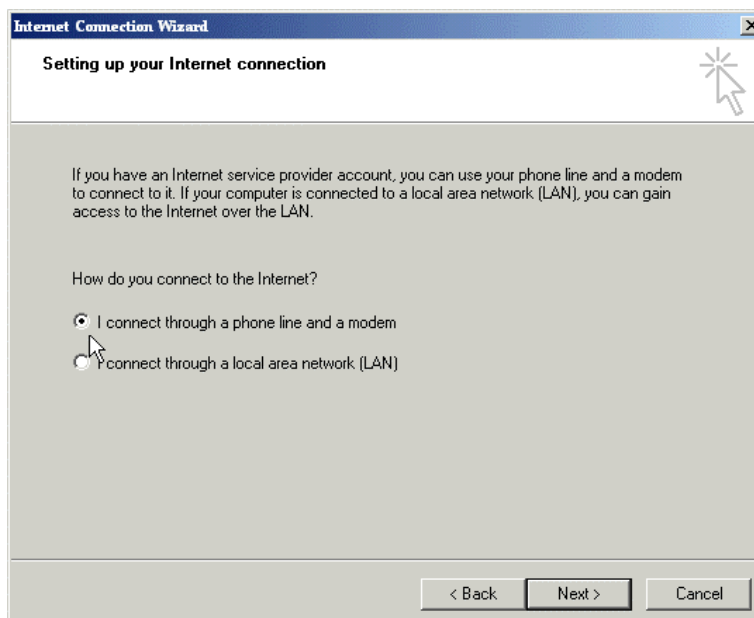 Internet Connection Wizard
Setting up your Internet connection
If you have an Internet service provider account, you can use your phone line and a modem
to connect to it. If your computer is connected to a local area network (LAN), you can gain
access to the Internet over the LAN.
How do you connect to the Internet?
I connect through a phone line and a modem
I connect through a local area network (LAN)
< Back
Next >
Cancel